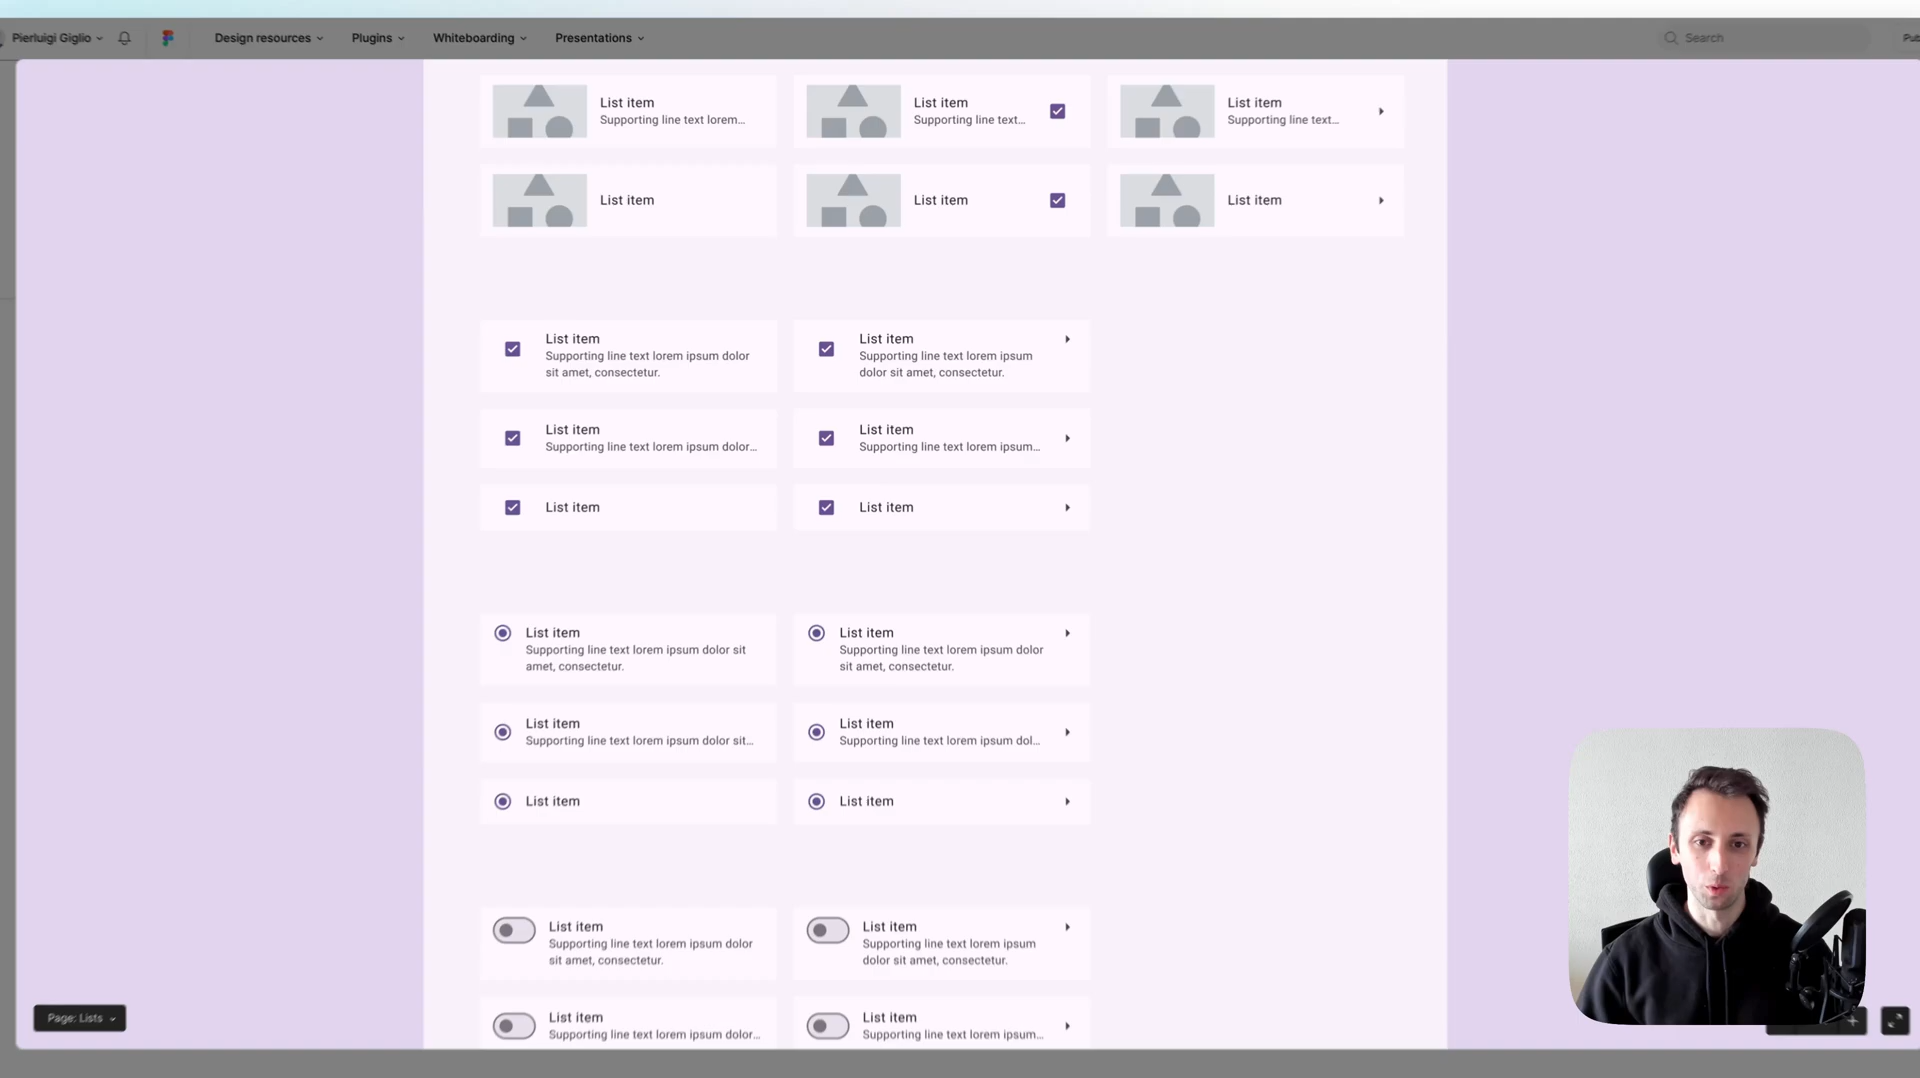 Pierluigi Giglio
Design resources
Plugins
Whiteboarding
Presentations
Search
List item
Supporting line text lorem...
List item
Supporting line text...
List item
Supporting line text...
List item
List item
List item
List item
Supporting line text lorem ipsum dolor
sit amet, consectetur.
List item
Supporting line text lorem ipsum
dolor sit amet, consectetur.
List item
Supporting line text lorem ipsum dolor...
List item
Supporting line text lorem ipsum...
List item
List item
List item
Supporting line text lorem ipsum dolor sit
amet, consectetur.
List item
Supporting line text lorem ipsum dolor
sit amet, consectetur.
List item
Supporting line text lorem ipsum dolor sit...
List item
Supporting line text lorem ipsum dol...
List item
List item
List item
Supporting line text lorem ipsum dolor
sit amet, consectetur.
List item
Supporting line text lorem ipsum
dolor sit amet, consectetur.
List item
Supporting line text lorem ipsum dolor...
List item
Supporting line text lorem ipsum...
Page: Lists